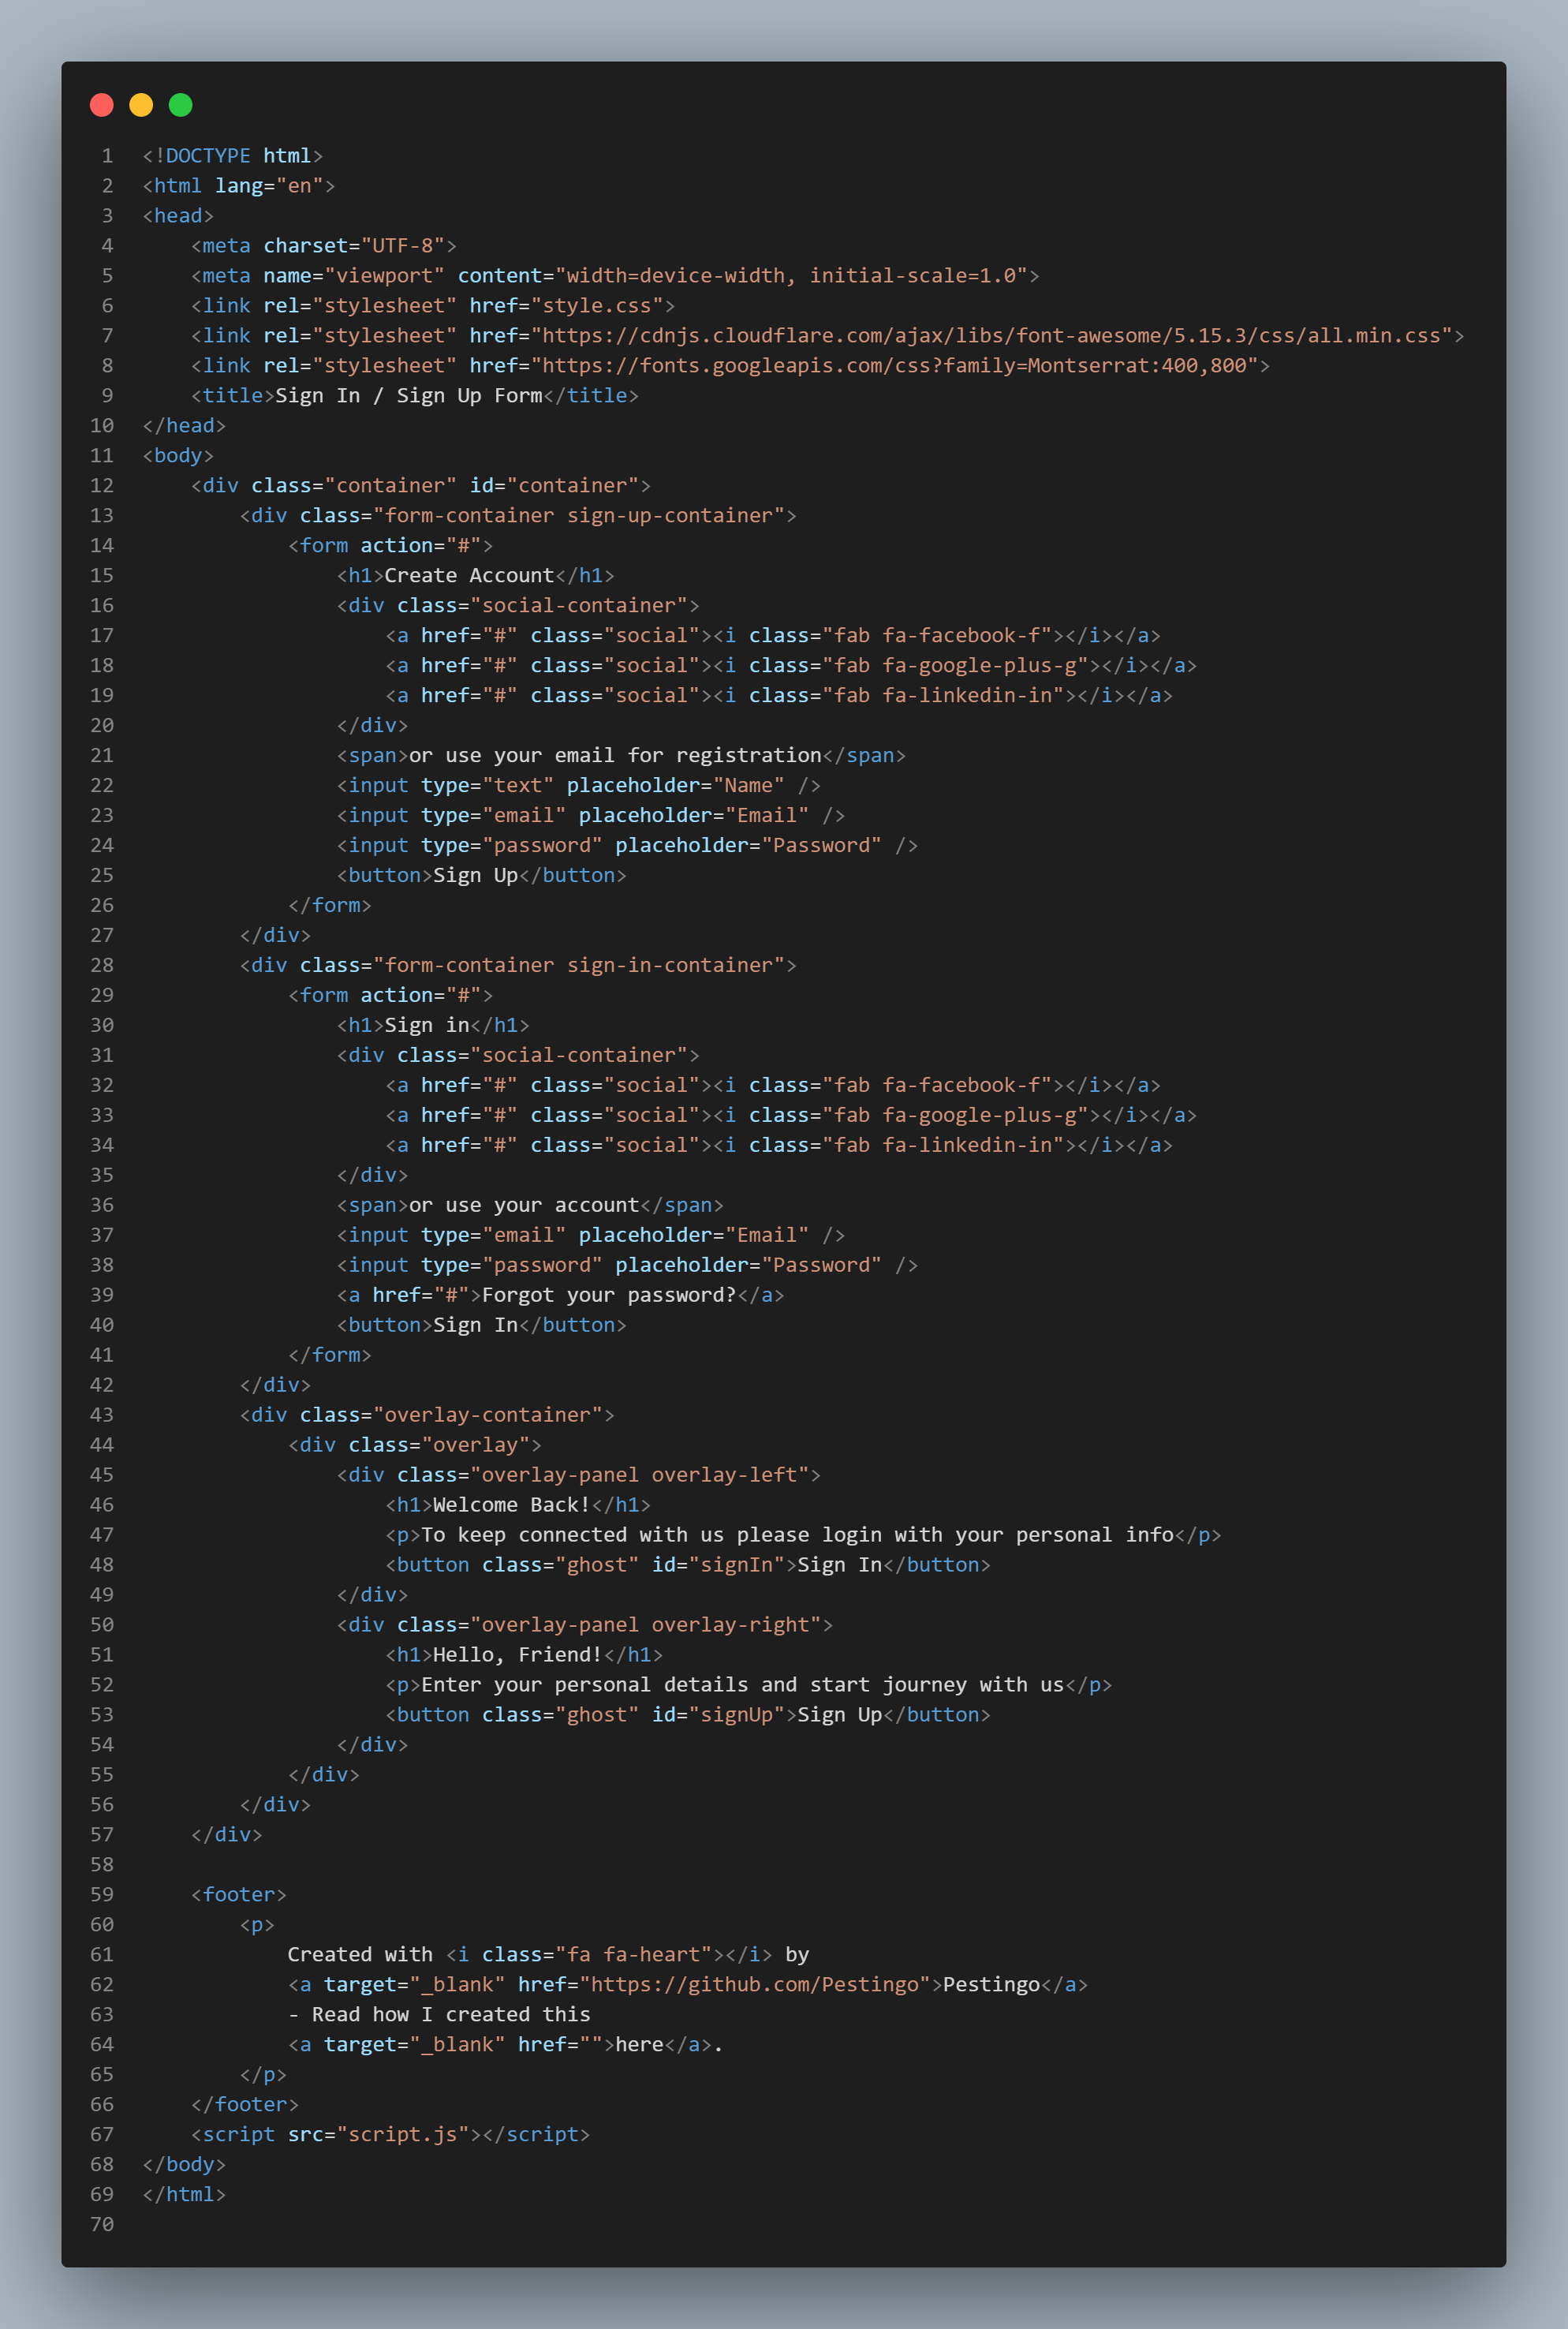 1 <!DOCTYPE html>
2 <html lang="en">
3 <head>
4     <meta charset="UTF-8">
5     <meta name="viewport" content="width=device-width, initial-scale=1.0">
6     <link rel="stylesheet" href="style.css">
7     <link rel="stylesheet" href="https://cdnjs.cloudflare.com/ajax/libs/font-awesome/5.15.3/css/all.min.css">
8     <link rel="stylesheet" href="https://fonts.googleapis.com/css?family=Montserrat:400,800">
9     <title>Sign In / Sign Up Form</title>
10 </head>
11 <body>
12     <div class="container" id="container">
13         <div class="form-container sign-up-container">
14             <form action="#">
15                 <h1>Create Account</h1>
16                 <div class="social-container">
17                     <a href="#" class="social"><i class="fab fa-facebook-f"></i></a>
18                     <a href="#" class="social"><i class="fab fa-google-plus-g"></i></a>
19                     <a href="#" class="social"><i class="fab fa-linkedin-in"></i></a>
20                 </div>
21                 <span>or use your email for registration</span>
22                 <input type="text" placeholder="Name" />
23                 <input type="email" placeholder="Email" />
24                 <input type="password" placeholder="Password" />
25                 <button>Sign Up</button>
26             </form>
27         </div>
28         <div class="form-container sign-in-container">
29             <form action="#">
30                 <h1>Sign in</h1>
31                 <div class="social-container">
32                     <a href="#" class="social"><i class="fab fa-facebook-f"></i></a>
33                     <a href="#" class="social"><i class="fab fa-google-plus-g"></i></a>
34                     <a href="#" class="social"><i class="fab fa-linkedin-in"></i></a>
35                 </div>
36                 <span>or use your account</span>
37                 <input type="email" placeholder="Email" />
38                 <input type="password" placeholder="Password" />
39                 <a href="#">Forgot your password?</a>
40                 <button>Sign In</button>
41             </form>
42         </div>
43         <div class="overlay-container">
44             <div class="overlay">
45                 <div class="overlay-panel overlay-left">
46                     <h1>Welcome Back!</h1>
47                     <p>To keep connected with us please login with your personal info</p>
48                     <button class="ghost" id="signIn">Sign In</button>
49                 </div>
50                 <div class="overlay-panel overlay-right">
51                     <h1>Hello, Friend!</h1>
52                     <p>Enter your personal details and start journey with us</p>
53                     <button class="ghost" id="signUp">Sign Up</button>
54                 </div>
55             </div>
56         </div>
57     </div>
58
59     <footer>
60         <p>
61             Created with <i class="fa fa-heart"></i> by
62             <a target="_blank" href="https://github.com/Pestingo">Pestingo</a>
63             - Read how I created this
64             <a target="_blank" href="">here</a>.
65         </p>
66     </footer>
67     <script src="script.js"></script>
68 </body>
69 </html>
70